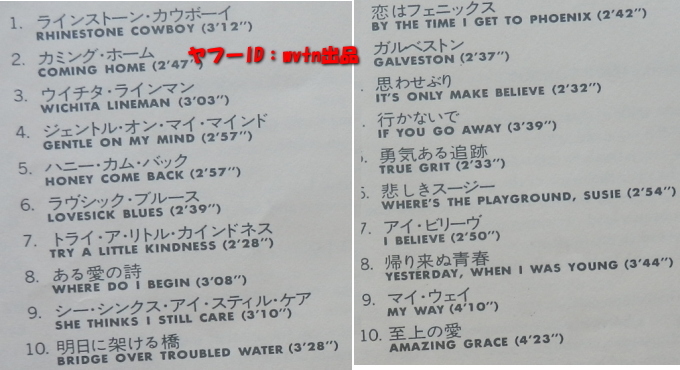 1. ラインストーン・カウボーイ
RHINESTONE COWBOY (3'12")
2. カミング・ホーム
COMING HOME (2'47")
ヤフーID：mvtn出品
3. ウイチタ・ラインマン
WICHITA LINEMAN (3'03")
4. ジェントル・オン・マイ・マインド
GENTLE ON MY MIND (2'57")
5. ハニー・カム・バック
HONEY COME BACK (2'57")
6. ラヴシック・ブルース
LOVESICK BLUES (2'39")
7. トライ・ア・リトル・カインドネス
TRY A LITTLE KINDNESS (2'28")
8. ある愛の詩
WHERE DO I BEGIN (3'08")
9. シー・シンクス・アイ・スティル・ケア
SHE THINKS I STILL CARE (3'10")
10. 明日に架ける橋
BRIDGE OVER TROUBLED WATER (3'28")
恋はフェニックス
BY THE TIME I GET TO PHOENIX (2'42")
ガルベストン
GALVESTON (2'37")
思わせぶり
IT'S ONLY MAKE BELIEVE (2'32")
行かないで
IF YOU GO AWAY (3'39")
勇気ある追跡
TRUE GRIT (2'33")
悲しきスージー
WHERE'S THE PLAYGROUND, SUSIE (2'54")
7. アイ・ビリーヴ
I BELIEVE (2'50")
8. 帰り来ぬ青春
YESTERDAY, WHEN I WAS YOUNG (3'44")
9. マイ・ウェイ
MY WAY (4'10")
10. 至上の愛
AMAZING GRACE (4'23")